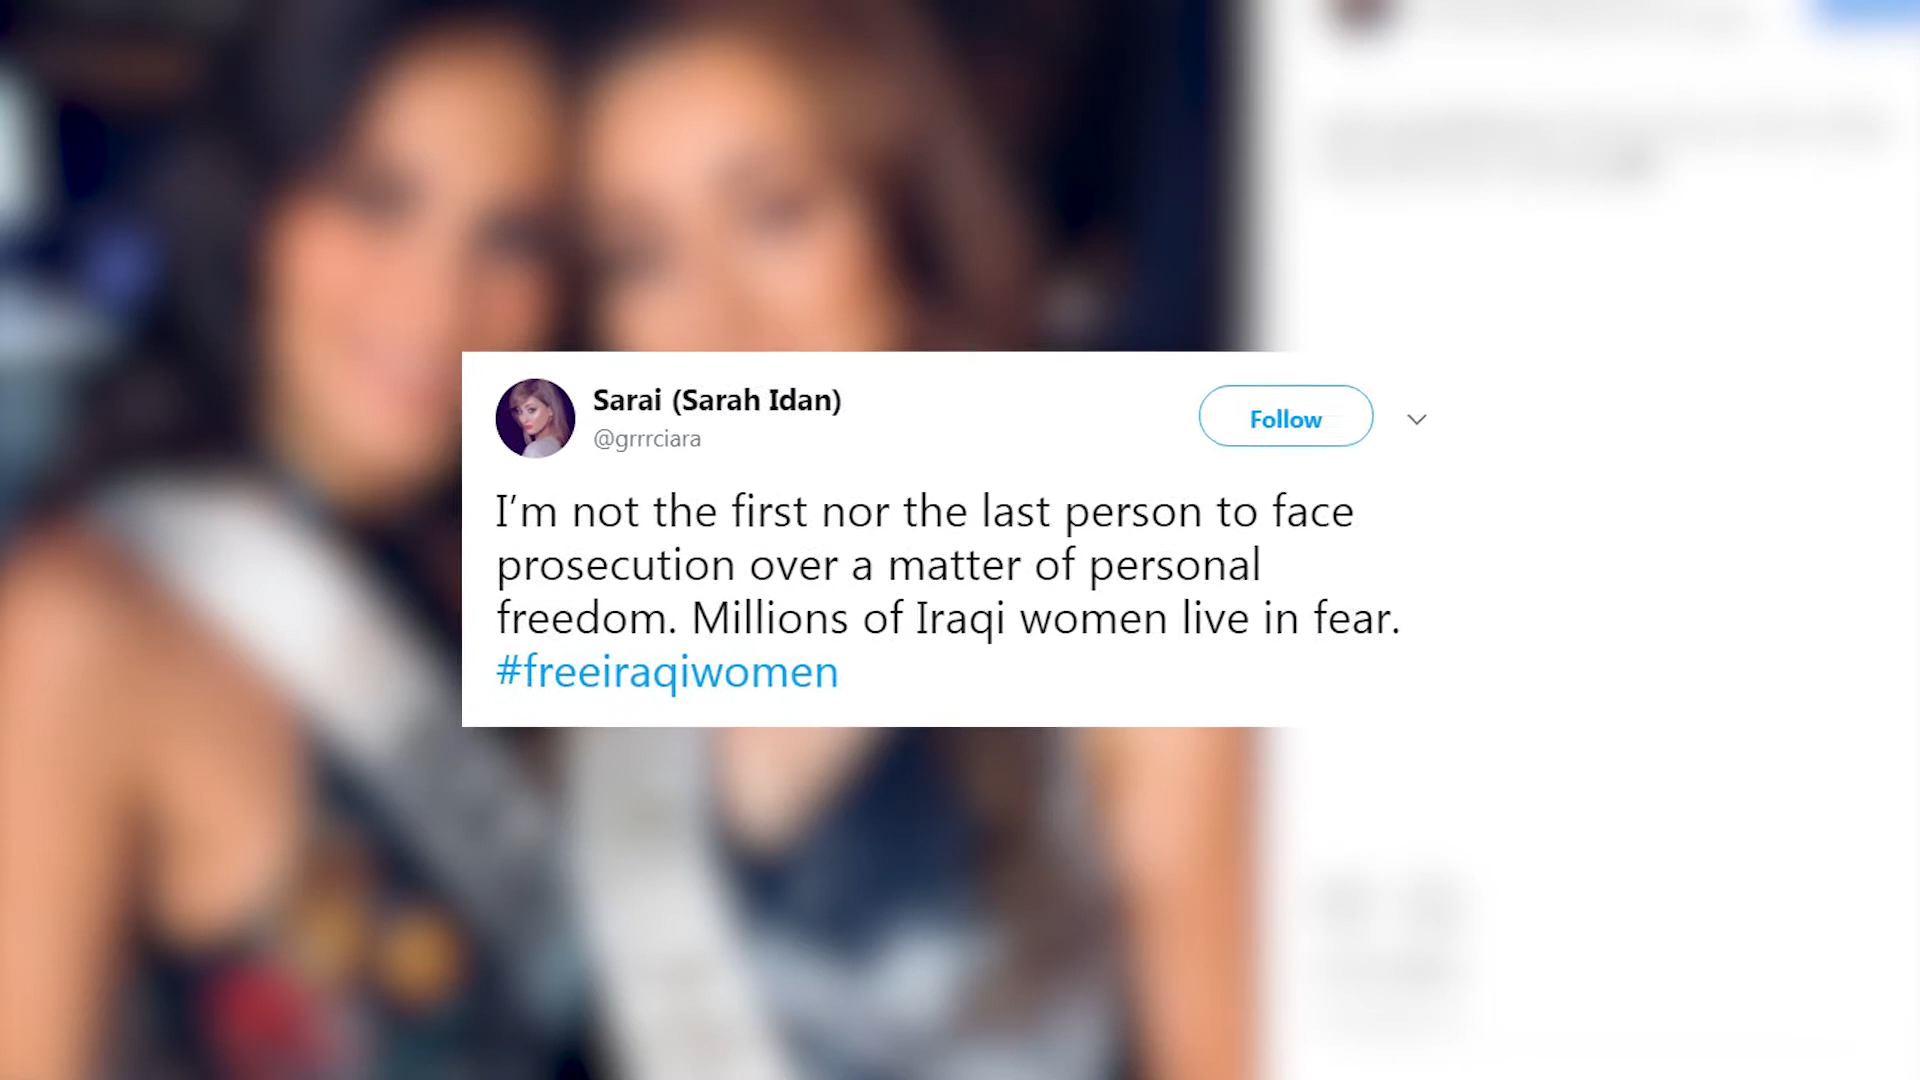 Sarai (Sarah Idan)
@grrrciara
Follow
I’m not the first nor the last person to face
prosecution over a matter of personal
freedom. Millions of Iraqi women live in fear.
#freeiraqiwomen